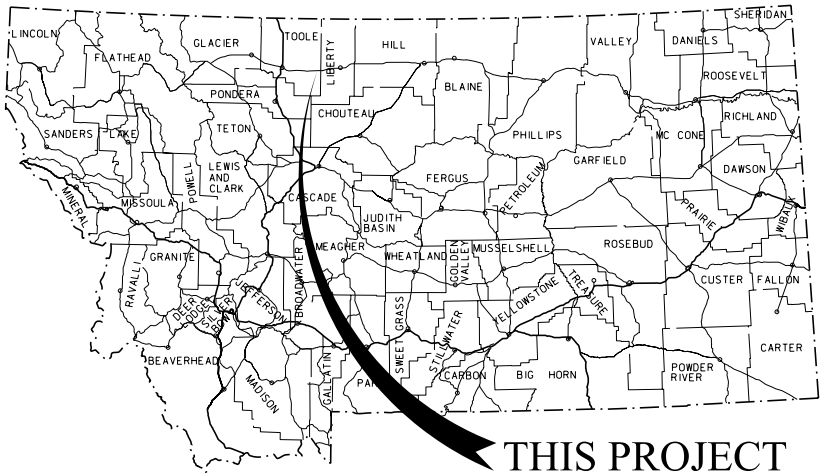 SHERIDAN
LINCOLN
FLATHEAD
GLACIER
TOOLE
LIBERTY
HILL
BLAINE
VALLEY
DANIELS
ROOSEVELT
PONDERA
CHOUTEAU
PHILLIPS
RICHLAND
SANDERS
LAKE
TETON
MC CONE
GARFIELD
DAWSON
MINERAL
MISSOULA
POWELL
LEWIS
AND
CLARK
CASCADE
FERGUS
PETROLEUM
PRAIRIE
WIBAUX
JUDITH
BASIN
RAVALLI
GRANITE
MEAGHER
WHEATLAND
GOLDEN
VALLEY
MUSSELSHELL
ROSEBUD
CUSTER
FALLON
DEER
LODGE
SILVER
BOW
JEFFERSON
BROADWATER
SWEET GRASS
STILLWATER
YELLOWSTONE
TREASURE
BEAVERHEAD
MADISON
GALLATIN
PAR
CARBON
BIG HORN
POWDER
RIVER
CARTER
THIS PROJECT